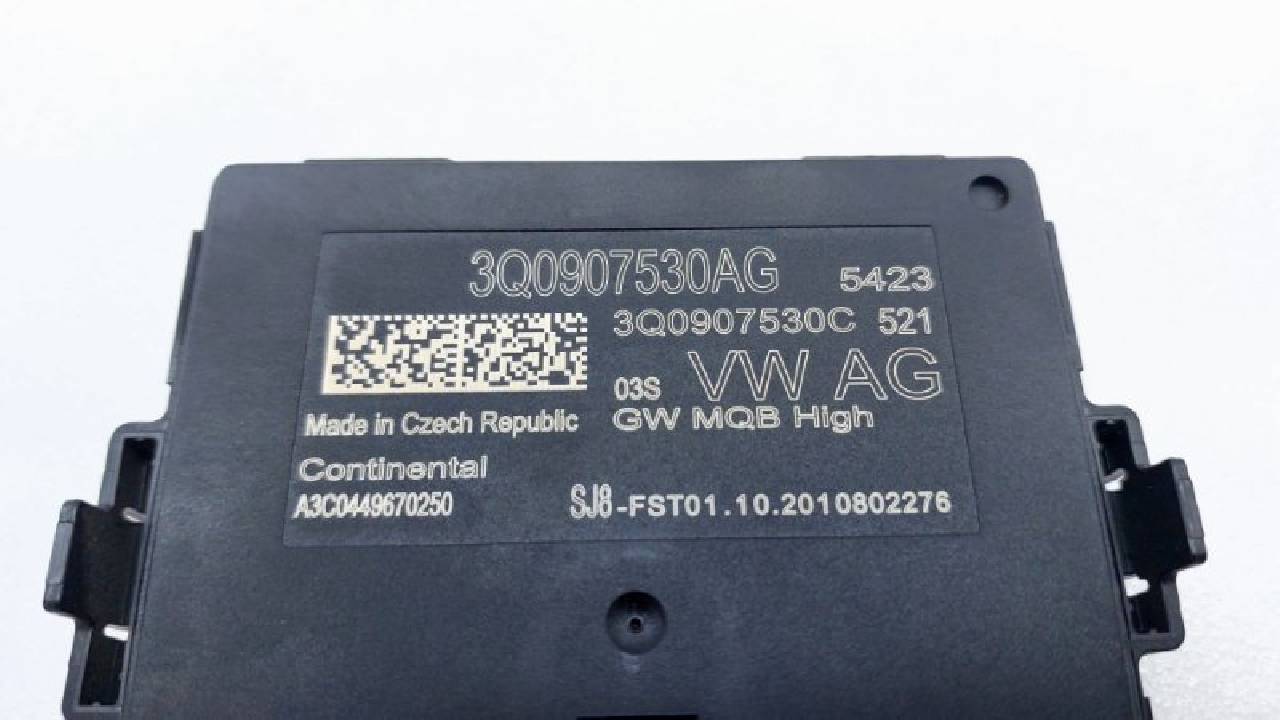 3Q0907530AG 5423
3Q0907530C 521
03S VW AG
Made in Czech Republic GW MQB High
Continental
A3C0449670250 SJ8-FST01.10.2010802276